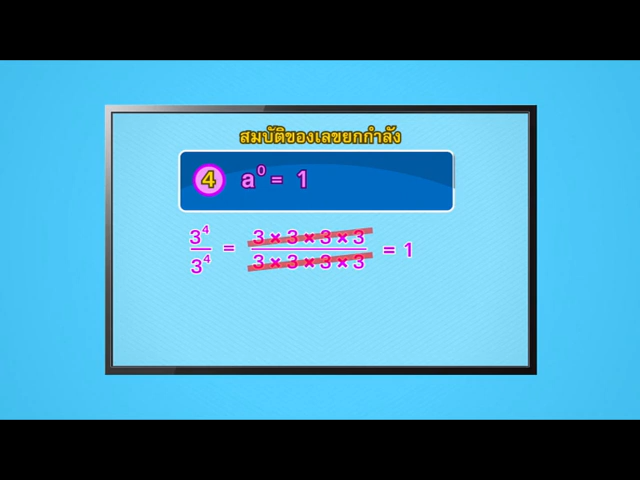 สมบัติของเลขยกกำลัง
4 a⁰ = 1
3⁴/3⁴ = 3 × 3 × 3 × 3 / 3 × 3 × 3 × 3 = 1